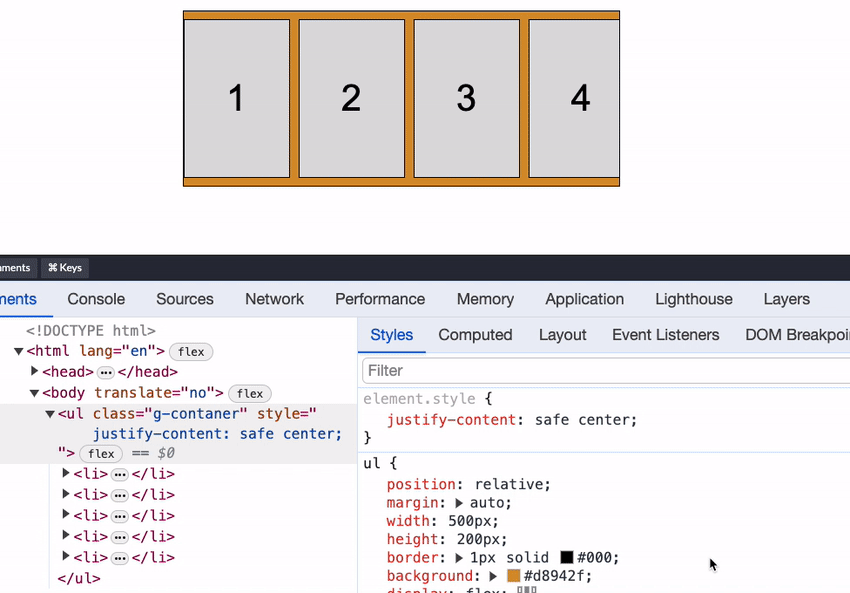 1 2 3 4
ments ⌘ Keys
ments Console Sources Network Performance Memory Application Lighthouse Layers
<!DOCTYPE html>
<html lang="en"> flex
<head> ••• </head>
<body translate="no"> flex
<ul class="g-contaner" style="
justify-content: safe center;
"> flex == $0
<li> ••• </li>
<li> ••• </li>
<li> ••• </li>
<li> ••• </li>
<li> ••• </li>
</ul>
Styles Computed Layout Event Listeners DOM Breakpoi
Filter
element.style {
justify-content: safe center;
}
ul {
position: relative;
margin: auto;
width: 500px;
height: 200px;
border: 1px solid #000;
background: #d8942f;
display: flex;